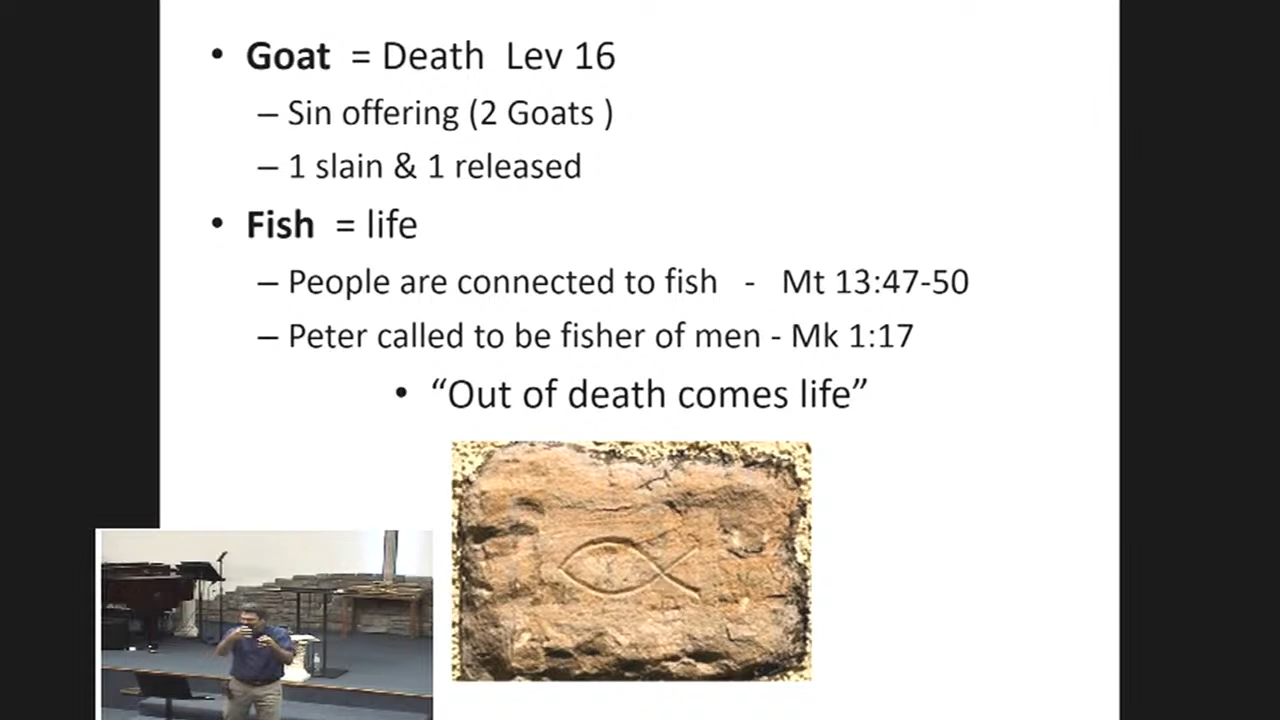 • Goat = Death Lev 16
– Sin offering (2 Goats )
– 1 slain & 1 released
• Fish = life
– People are connected to fish - Mt 13:47-50
– Peter called to be fisher of men - Mk 1:17
• “Out of death comes life”